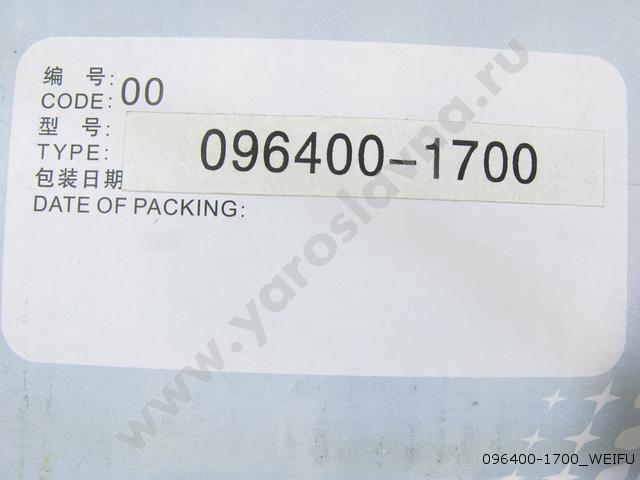 编 号:
CODE: 00
型 号:
TYPE: 096400-1700
包装日期
DATE OF PACKING:
www.yaroslavna.ru
096400-1700_WEIFU